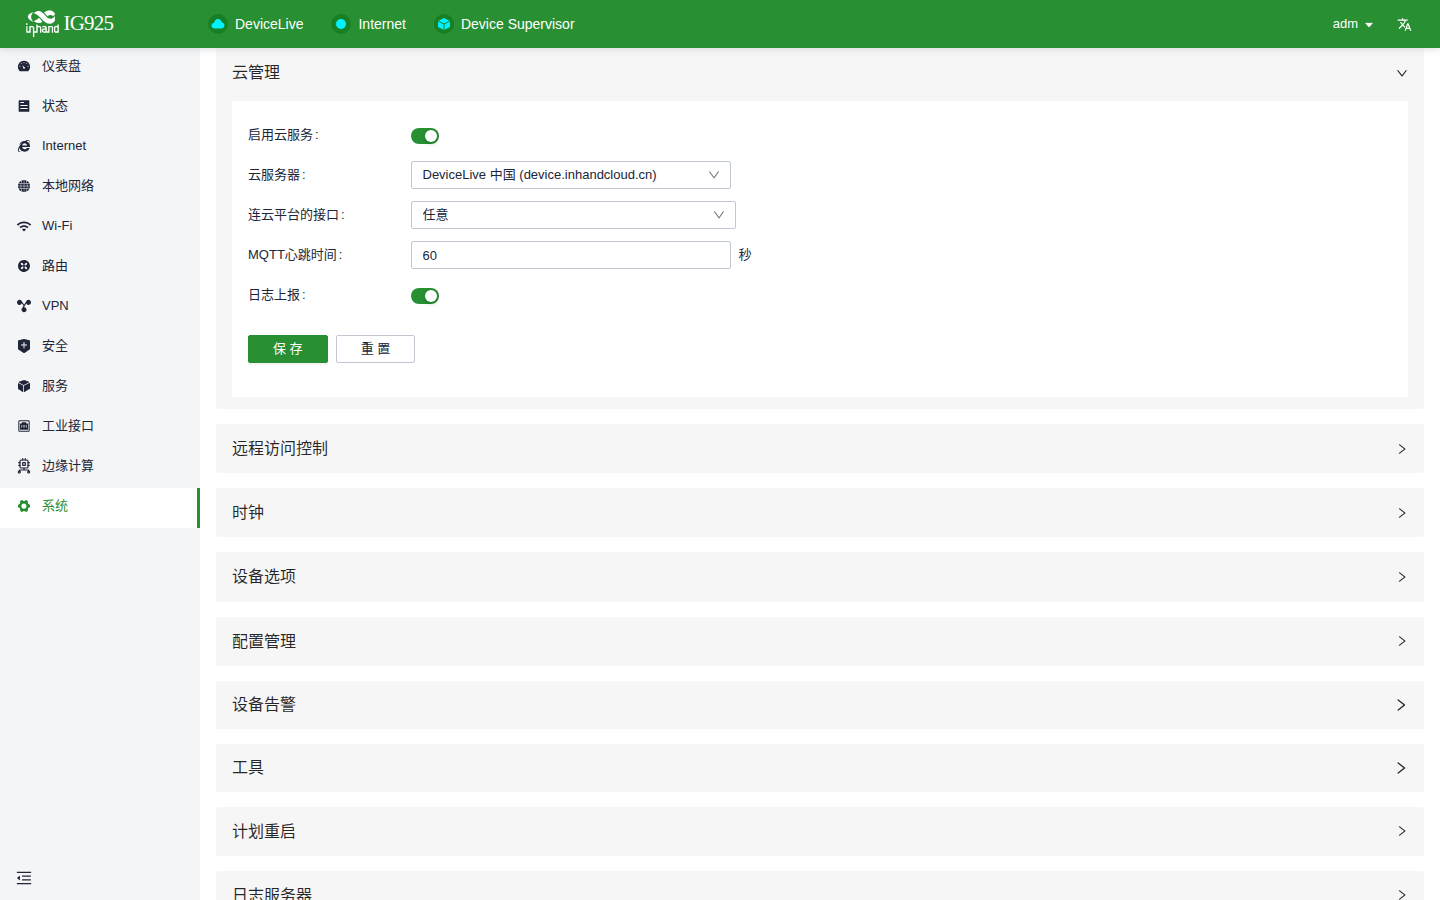 inhand IG925
DeviceLive
Internet
Device Supervisor
adm
仪表盘
状态
Internet
本地网络
Wi-Fi
路由
VPN
安全
服务
工业接口
边缘计算
系统
云管理
启用云服务:
云服务器:
DeviceLive 中国 (device.inhandcloud.cn)
连云平台的接口:
任意
MQTT心跳时间:
60
秒
日志上报:
保 存
重 置
远程访问控制
时钟
设备选项
配置管理
设备告警
工具
计划重启
日志服务器